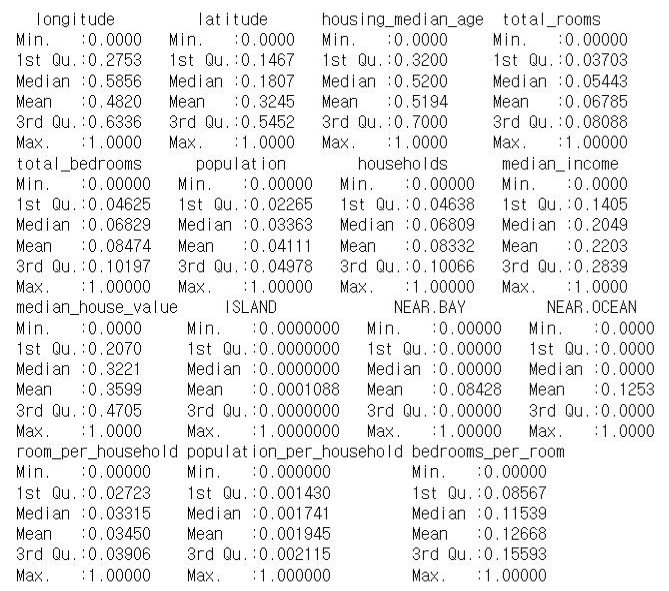 longitude latitude housing_median_age total_rooms
Min. :0.0000 Min. :0.0000 Min. :0.0000 Min. :0.00000
1st Qu.:0.2753 1st Qu.:0.1467 1st Qu.:0.3200 1st Qu.:0.03703
Median :0.5856 Median :0.1807 Median :0.5200 Median :0.05443
Mean :0.4820 Mean :0.3245 Mean :0.5194 Mean :0.06785
3rd Qu.:0.6336 3rd Qu.:0.5452 3rd Qu.:0.7000 3rd Qu.:0.08088
Max. :1.0000 Max. :1.0000 Max. :1.0000 Max. :1.00000
total_bedrooms population households median_income
Min. :0.00000 Min. :0.00000 Min. :0.00000 Min. :0.0000
1st Qu.:0.04625 1st Qu.:0.02265 1st Qu.:0.04638 1st Qu.:0.1405
Median :0.06829 Median :0.03363 Median :0.06809 Median :0.2049
Mean :0.08474 Mean :0.04111 Mean :0.08332 Mean :0.2203
3rd Qu.:0.10197 3rd Qu.:0.04978 3rd Qu.:0.10066 3rd Qu.:0.2839
Max. :1.00000 Max. :1.00000 Max. :1.00000 Max. :1.0000
median_house_value ISLAND NEAR.BAY NEAR.OCEAN
Min. :0.0000 Min. :0.0000000 Min. :0.00000 Min. :0.0000
1st Qu.:0.2070 1st Qu.:0.0000000 1st Qu.:0.00000 1st Qu.:0.0000
Median :0.3221 Median :0.0000000 Median :0.00000 Median :0.0000
Mean :0.3599 Mean :0.0001088 Mean :0.08428 Mean :0.1253
3rd Qu.:0.4705 3rd Qu.:0.0000000 3rd Qu.:0.00000 3rd Qu.:0.0000
Max. :1.0000 Max. :1.0000000 Max. :1.00000 Max. :1.0000
room_per_household population_per_household bedrooms_per_room
Min. :0.00000 Min. :0.000000 Min. :0.00000
1st Qu.:0.02723 1st Qu.:0.001430 1st Qu.:0.08567
Median :0.03315 Median :0.001741 Median :0.11539
Mean :0.03450 Mean :0.001945 Mean :0.12668
3rd Qu.:0.03906 3rd Qu.:0.002115 3rd Qu.:0.15593
Max. :1.00000 Max. :1.000000 Max. :1.00000